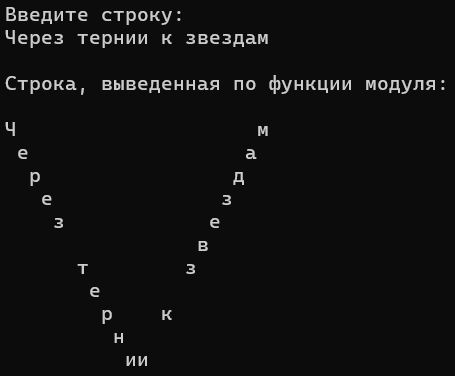 Введите строку:
Через тернии к звездам
Строка, выведенная по функции модуля:
Ч                    м
 е                  а
  р                д
   е              з
    з            е
                в
      т        з
       е
        р    к
         н
          ии